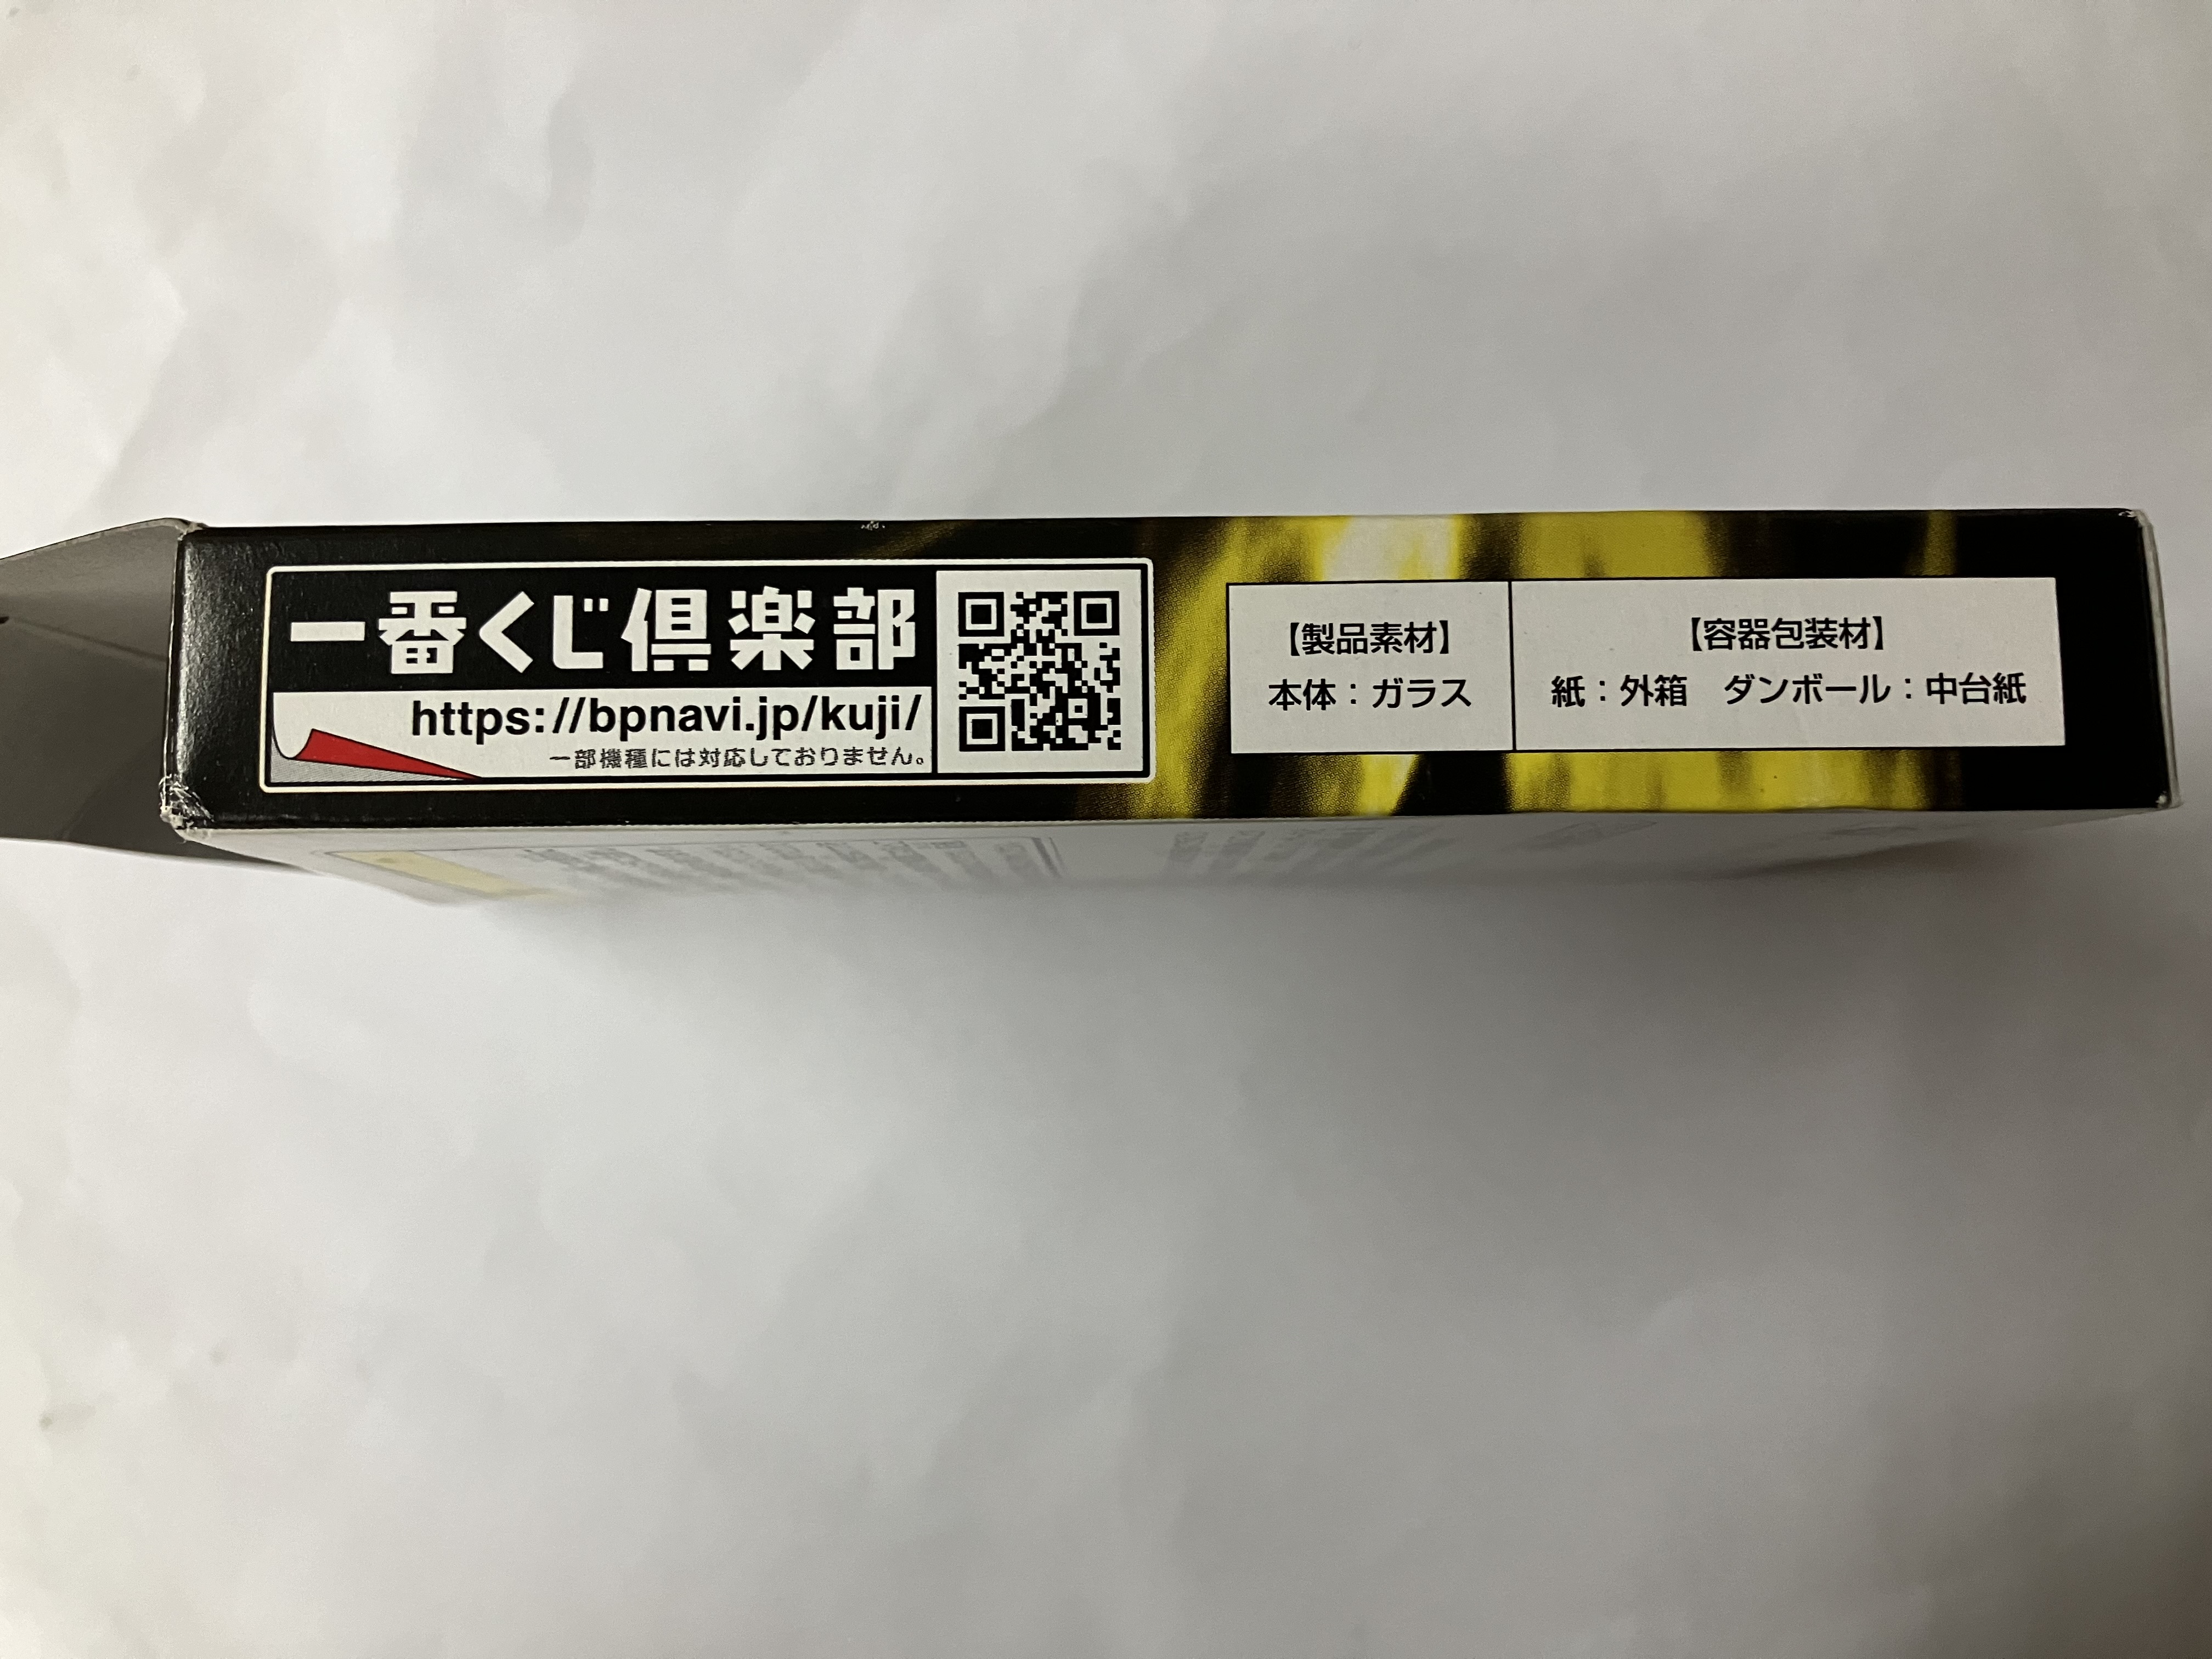 一番くじ倶楽部
https://bpnavi.jp/kuji/
一部機種には対応しておりません。
【製品素材】
本体：ガラス
【容器包装材】
紙：外箱　ダンボール：中台紙